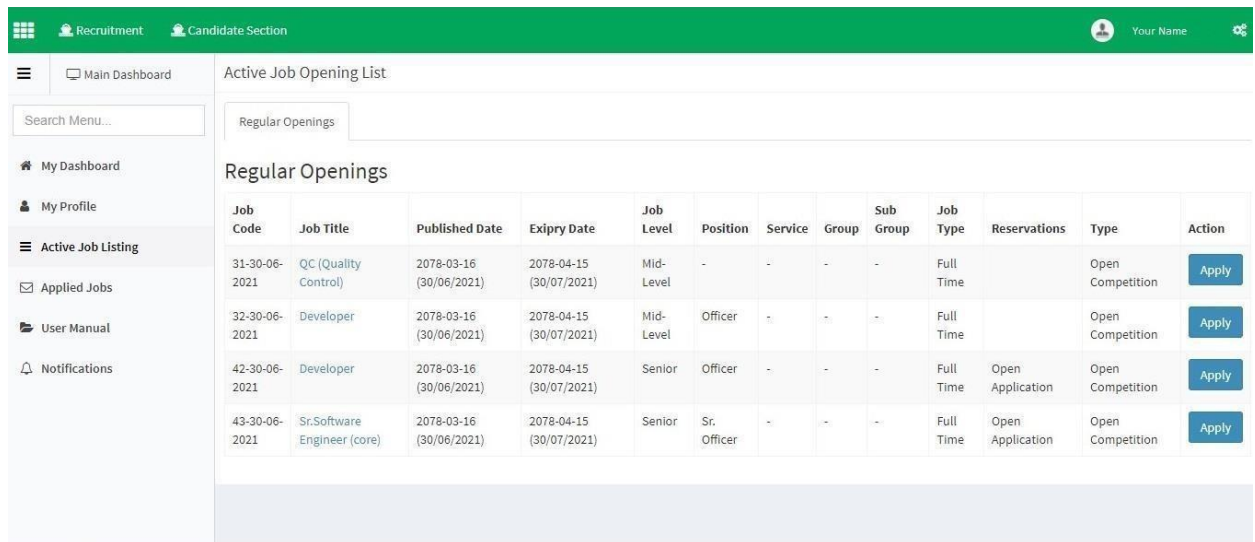 Recruitment Candidate Section Your Name
Main Dashboard
Search Menu...
My Dashboard
My Profile
Active Job Listing
Applied Jobs
User Manual
Notifications
Active Job Opening List
Regular Openings
Regular Openings
Job Code Job Title Published Date Exipry Date Job Level Position Service Group Sub Group Job Type Reservations Type Action
31-30-06-2021 QC (Quality Control) 2078-03-16 (30/06/2021) 2078-04-15 (30/07/2021) Mid-Level - - - - Full Time Open Competition Apply
32-30-06-2021 Developer 2078-03-16 (30/06/2021) 2078-04-15 (30/07/2021) Mid-Level Officer - - - Full Time Open Competition Apply
42-30-06-2021 Developer 2078-03-16 (30/06/2021) 2078-04-15 (30/07/2021) Senior Officer - - - Full Time Open Application Open Competition Apply
43-30-06-2021 Sr.Software Engineer (core) 2078-03-16 (30/06/2021) 2078-04-15 (30/07/2021) Senior Sr. Officer - - - Full Time Open Application Open Competition Apply